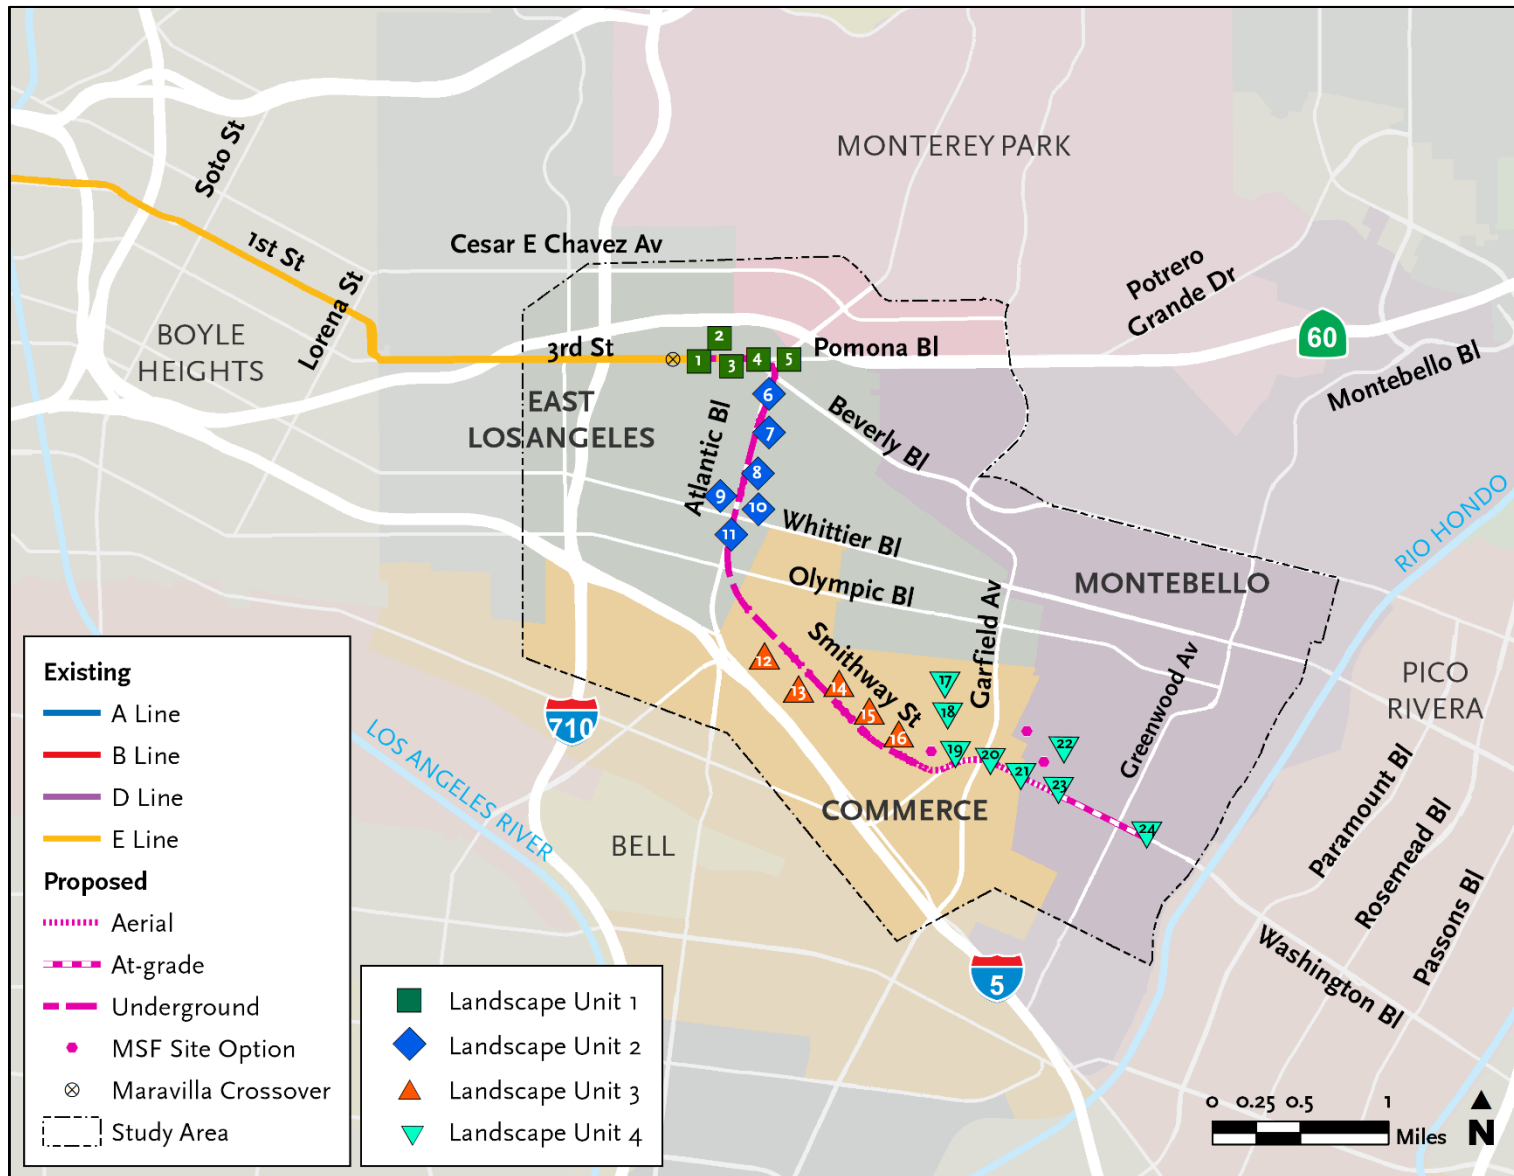 MONTEREY PARK
Soto St
1st St
Cesar E Chavez Av
Lorena St
Potrero
Grande Dr
BOYLE
HEIGHTS
3rd St
Pomona Bl
60
Montebello Bl
2
1
3
4
5
6
7
8
9
10
11
EAST
LOS ANGELES
Atlantic Bl
Beverly Bl
Whittier Bl
Olympic Bl
RIO HONDO
MONTEBELLO
Garfield Av
Smithway St
Greenwood Av
PICO
RIVERA
12
13
14
15
16
17
18
19
20
21
22
23
24
710
LOS ANGELES RIVER
COMMERCE
BELL
Paramount Bl
Rosemead Bl
Passons Bl
Washington Bl
5
Existing
A Line
B Line
D Line
E Line
Proposed
Aerial
At-grade
Underground
MSF Site Option
Maravilla Crossover
Study Area
Landscape Unit 1
Landscape Unit 2
Landscape Unit 3
Landscape Unit 4
0 0.25 0.5 1
Miles
N